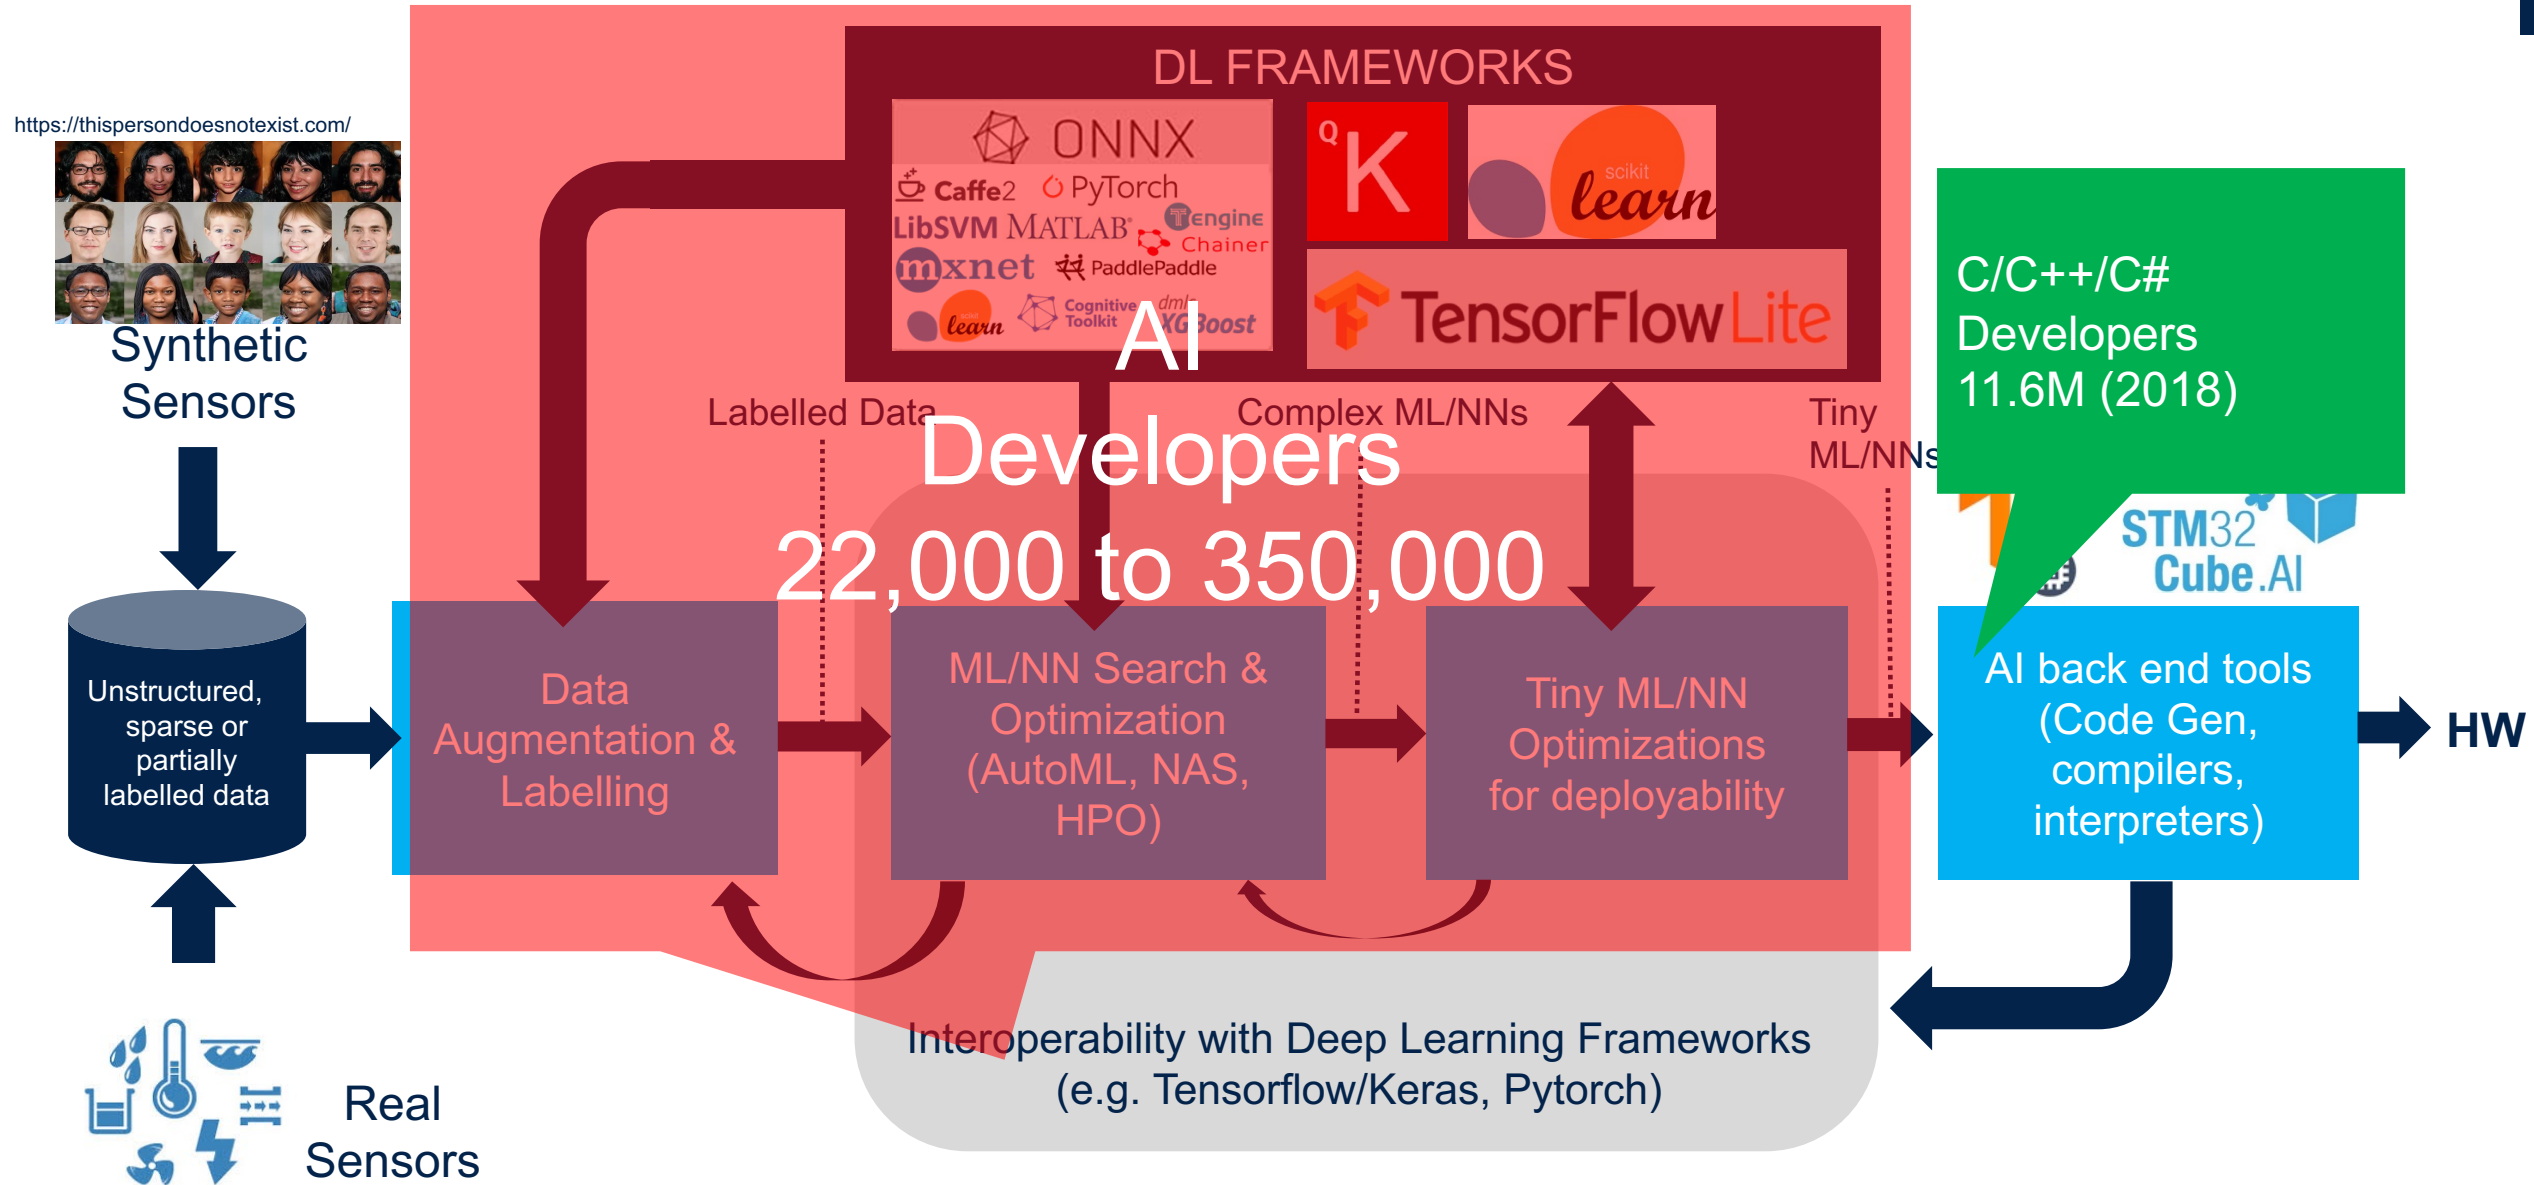 DL FRAMEWORKS
https://thispersondoesnotexist.com/
ONNX
Caffe2 PyTorch
LibSVM MATLAB Tengine
Chainer
mxnet PaddlePaddle
learn
Cognitive
Toolkit
dmlc
XGBoost
Q
K
scikit
learn
TensorFlow Lite
Synthetic
Sensors
AI
Developers
22,000 to 350,000
Labelled Data
Complex ML/NNs
Tiny
ML/NNs
C/C++/C#
Developers
11.6M (2018)
STM32
Cube.AI
Unstructured,
sparse or
partially
labelled data
Data
Augmentation &
Labelling
ML/NN Search &
Optimization
(AutoML, NAS,
HPO)
Tiny ML/NN
Optimizations
for deployability
AI back end tools
(Code Gen,
compilers,
interpreters)
HW
Interoperability with Deep Learning Frameworks
(e.g. Tensorflow/Keras, Pytorch)
Real
Sensors